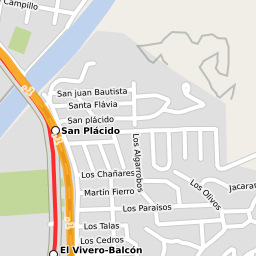 Campillo
San juan Bautista
Santa Flávia
San plácido
San Plácido
Los Algarrobos
Los Chañares
Martín Fierro
Los Olivos
Jacara
Los Paraisos
Los Talas
Los Cedros
El Vivero-Balcón